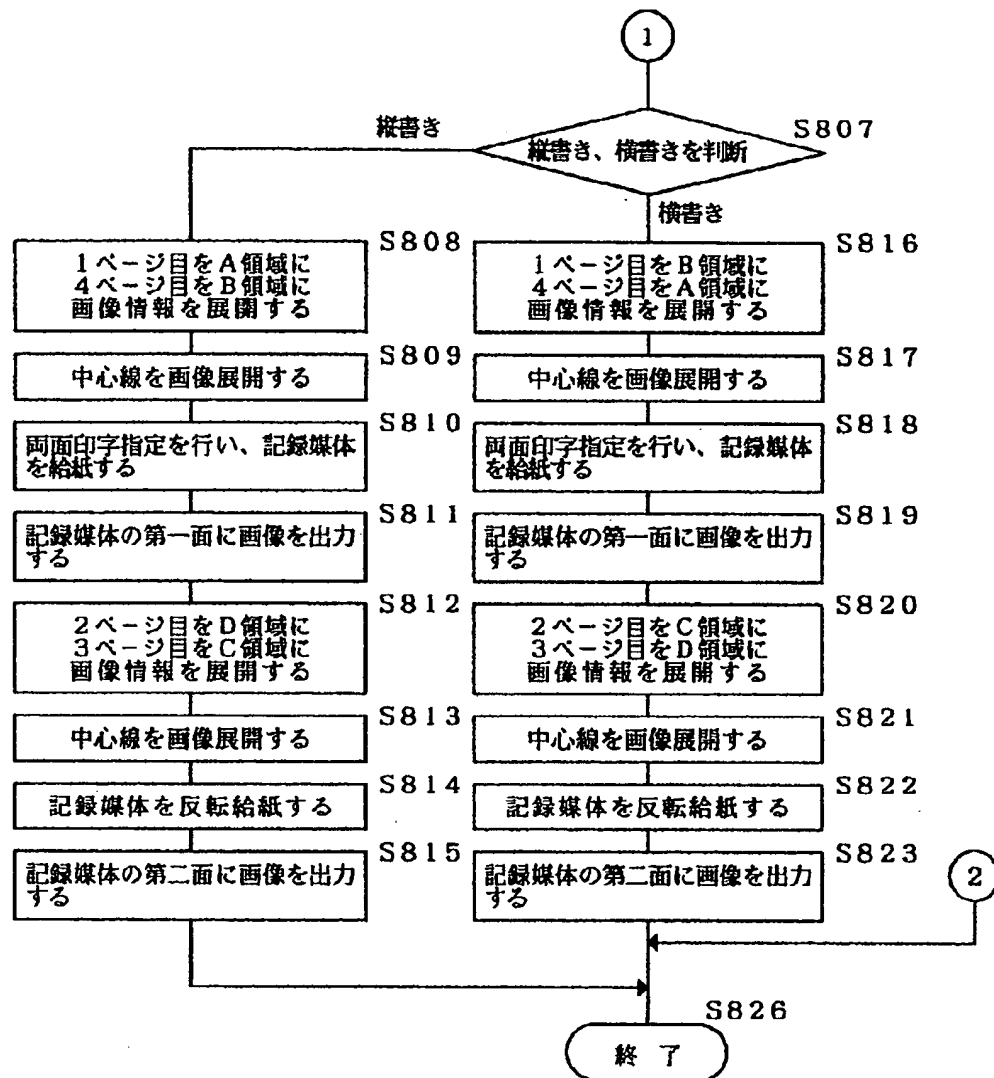 1
縦書き
縦書き、横書きを判断
S807
横書き
S808
1ページ目をA領域に
4ページ目をB領域に
画像情報を展開する
S809
中心線を画像展開する
S810
両面印字指定を行い、記録媒体
を給紙する
S811
記録媒体の第一面に画像を出力
する
S812
2ページ目をD領域に
3ページ目をC領域に
画像情報を展開する
S813
中心線を画像展開する
S814
記録媒体を反転給紙する
S815
記録媒体の第二面に画像を出力
する
S816
1ページ目をB領域に
4ページ目をA領域に
画像情報を展開する
S817
中心線を画像展開する
S818
両面印字指定を行い、記録媒体
を給紙する
S819
記録媒体の第一面に画像を出力
する
S820
2ページ目をC領域に
3ページ目をD領域に
画像情報を展開する
S821
中心線を画像展開する
S822
記録媒体を反転給紙する
S823
記録媒体の第二面に画像を出力
する
2
S826
終了